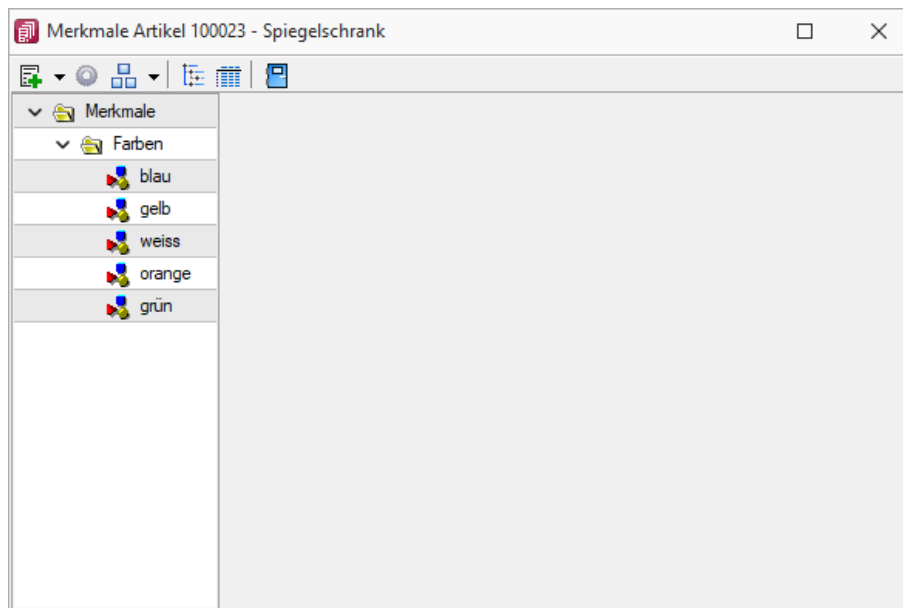 Merkmale Artikel 100023 - Spiegelschrank
Merkmale
Farben
blau
gelb
weiss
orange
grün